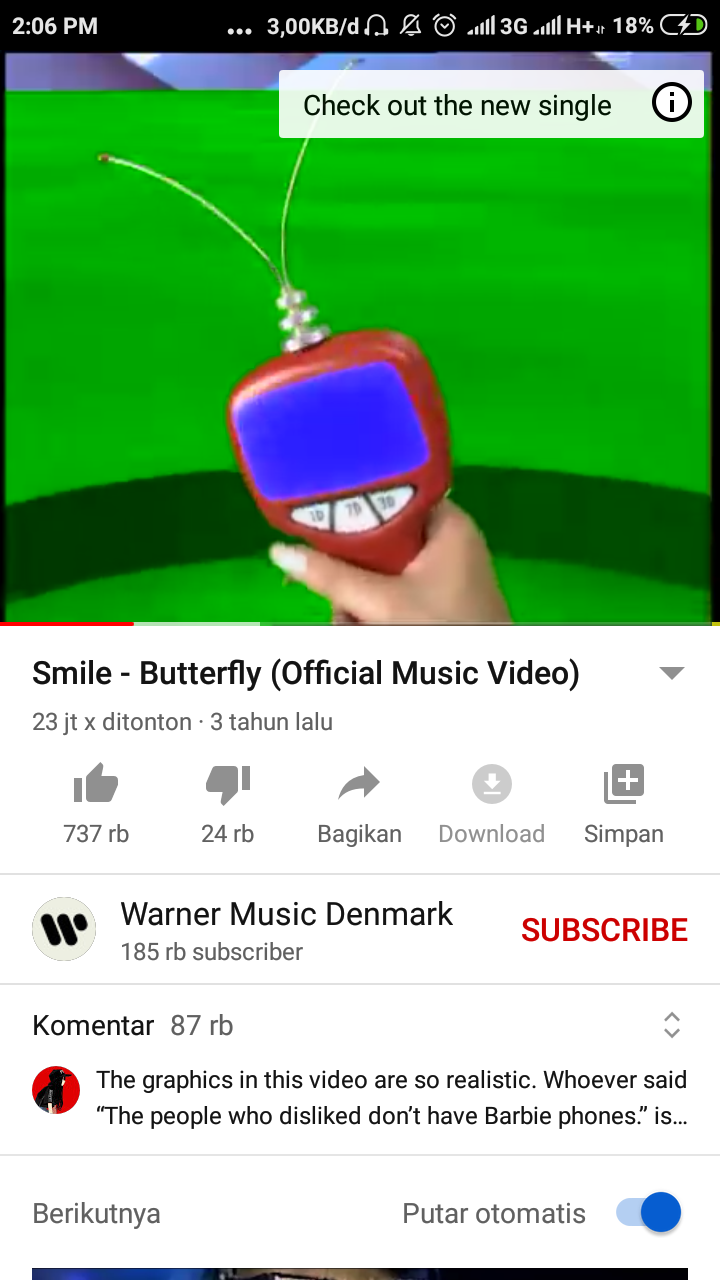 2:06 PM ... 3,00KB/d 3G H+ 18%
Check out the new single
1D 7D 3D
Smile - Butterfly (Official Music Video)
23 jt x ditonton · 3 tahun lalu
737 rb 24 rb Bagikan Download Simpan
Warner Music Denmark
185 rb subscriber
SUBSCRIBE
Komentar 87 rb
The graphics in this video are so realistic. Whoever said
“The people who disliked don’t have Barbie phones.” is...
Berikutnya Putar otomatis